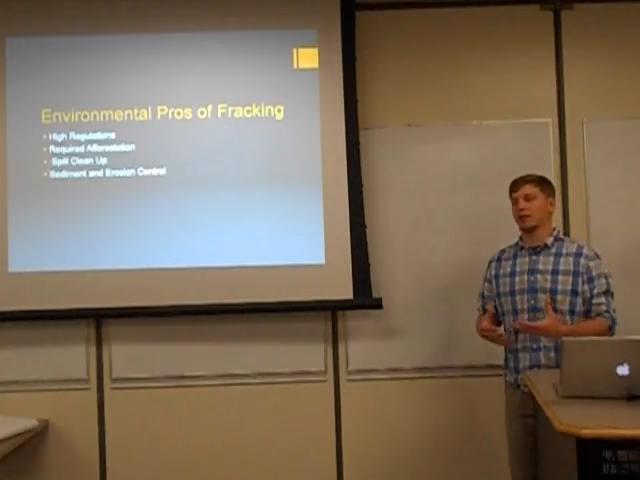 Environmental Pros of Fracking
• High Regulations
• Required Afforestation
• Spill Clean Up
• Sediment and Erosion Control